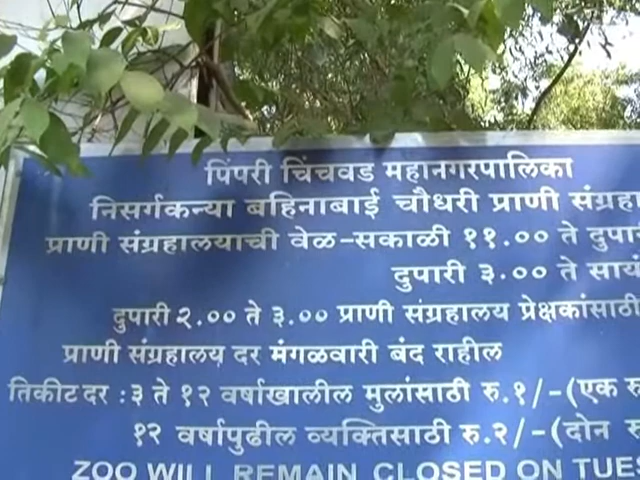 पिंपरी चिंचवड महानगरपालिका
निसर्गकन्या बहिनाबाई चौधरी प्राणी संग्रहा
प्राणी संग्रहालयाची वेळ-सकाळी ११.०० ते दुपार
दुपारी ३.०० ते सायं
दुपारी २.०० ते ३.०० प्राणी संग्रहालय प्रेक्षकांसाठी
प्राणी संग्रहालय दर मंगळवारी बंद राहील
तिकीट दर : ३ ते १२ वर्षाखालील मुलांसाठी रु.१/-(एक रु
१२ वर्षापुढील व्यक्तिसाठी रु.२/-(दोन रु
ZOO WILL REMAIN CLOSED ON TUES